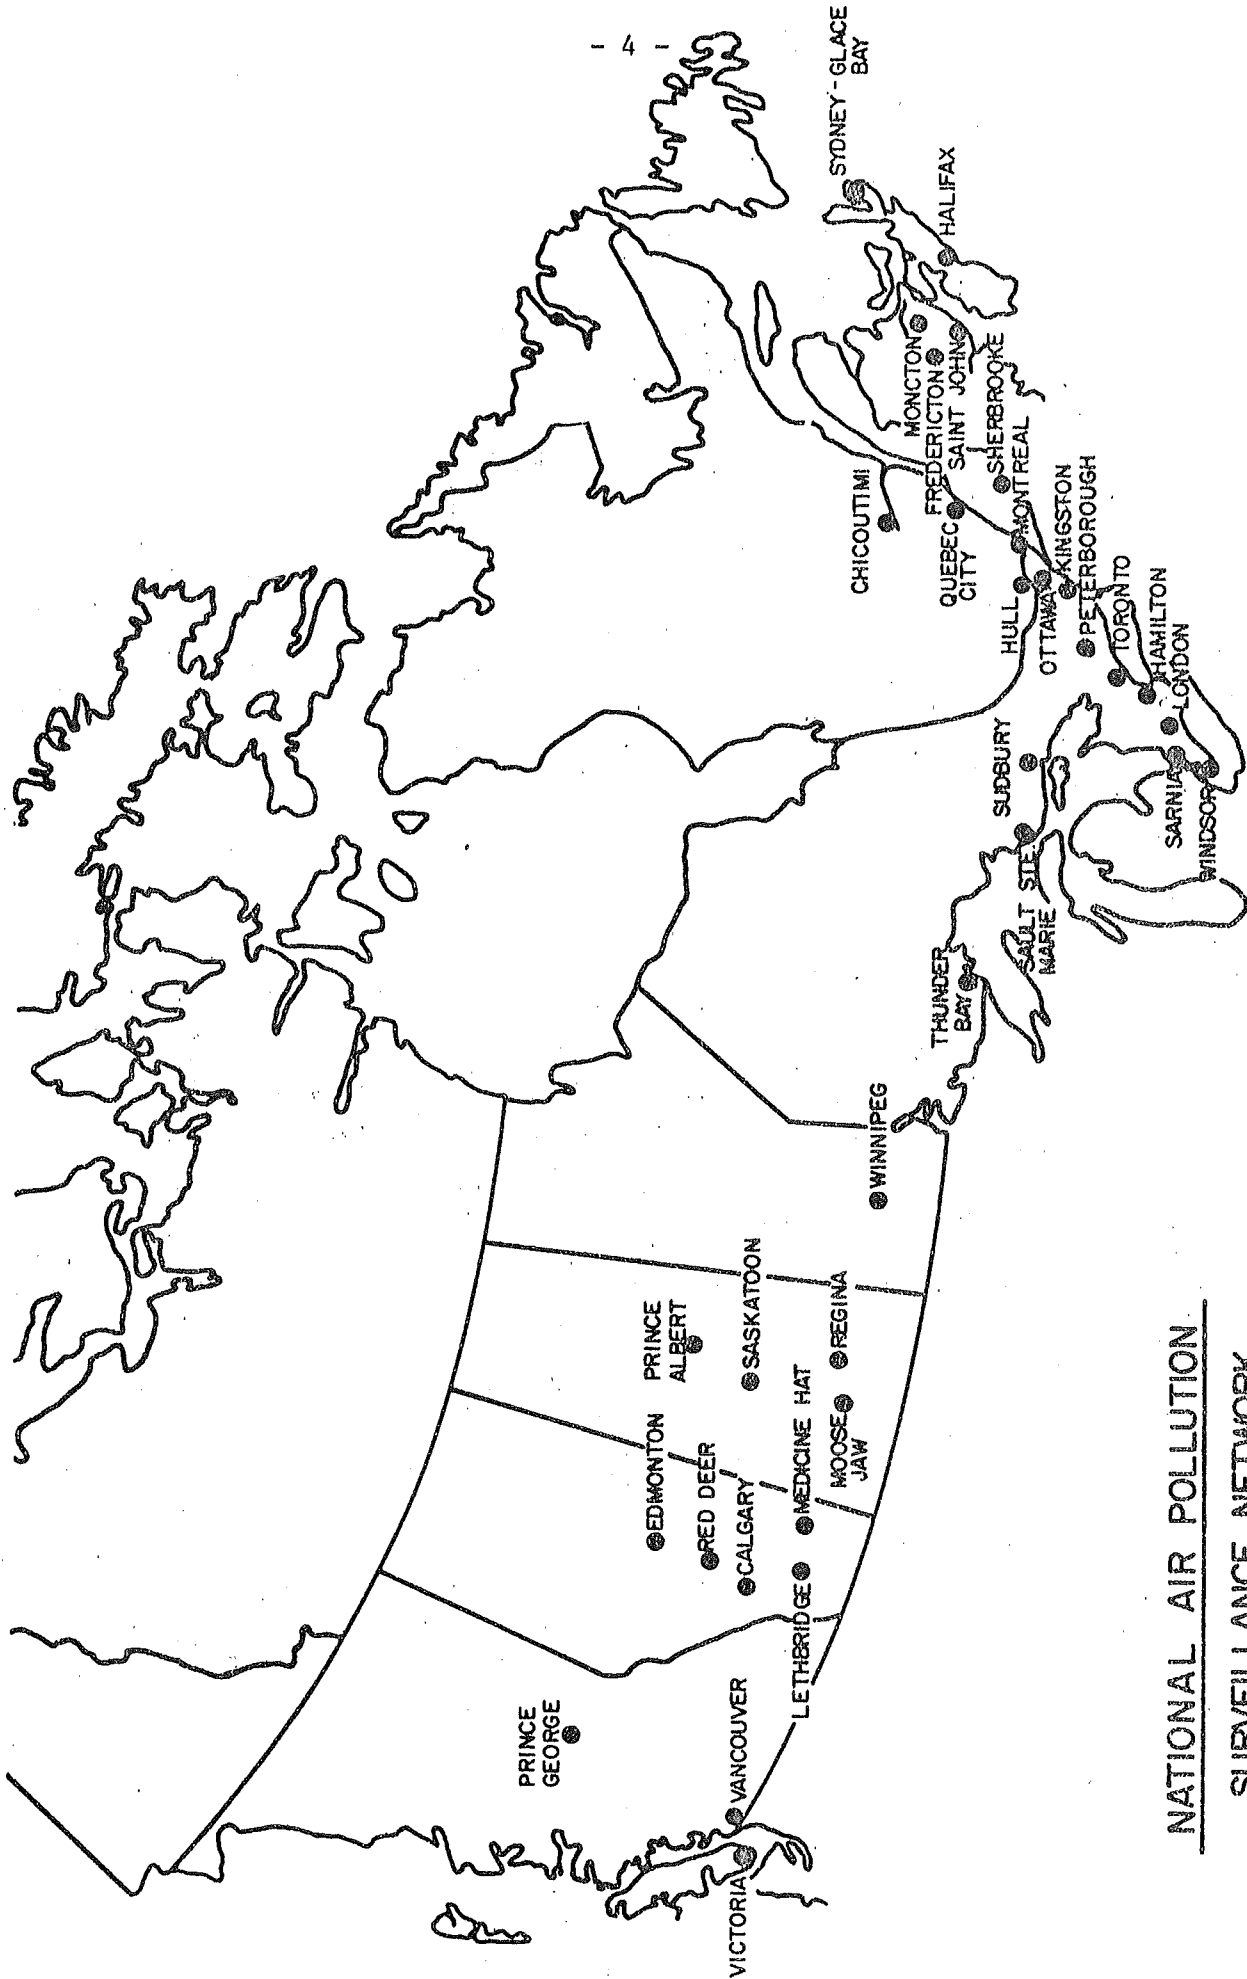 - 4 -
PRINCE
GEORGE
VANCOUVER
VICTORIA
EDMONTON
RED DEER
CALGARY
LETHBRIDGE
MEDICINE HAT
PRINCE
ALBERT
SASKATOON
MOOSE
JAW
REGINA
WINNIPEG
THUNDER
BAY
SAULT STE.
MARIE
SUDBURY
SARNIA
WINDSOR
LONDON
HAMILTON
TORONTO
PETERBOROUGH
KINGSTON
OTTAWA
HULL
MONTREAL
SHERBROOKE
QUEBEC
CITY
CHICOUTIMI
MONCTON
FREDERICTON
SAINT JOHN
HALIFAX
SYDNEY-GLACE
BAY
NATIONAL AIR POLLUTION
SURVEILLANCE NETWORK